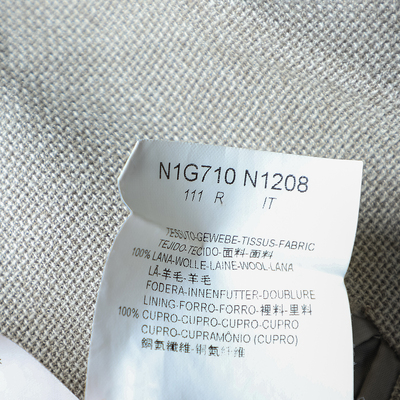 N1G710 N1208
111 R IT
TESSUTO-GEWEBE-TISSUS-FABRIC
TEJIDO-TECIDO-面料-面料
100% LANA-WOLLE-LAINE-WOOL-LANA
LÃ-羊毛-羊毛
FODERA-INNENFUTTER-DOUBLURE
LINING-FORRO-FORRO-裡料-里料
100% CUPRO-CUPRO-CUPRO-CUPRO
CUPRO-CUPRAMÔNIO (CUPRO)
銅氨纖維-铜氨纤维